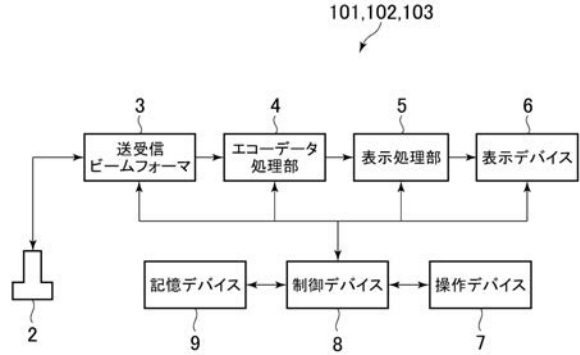 101,102,103
3
4
5
6
送受信
ビームフォーマ
エコーデータ
処理部
表示処理部
表示デバイス
記憶デバイス
制御デバイス
操作デバイス
2
9
8
7